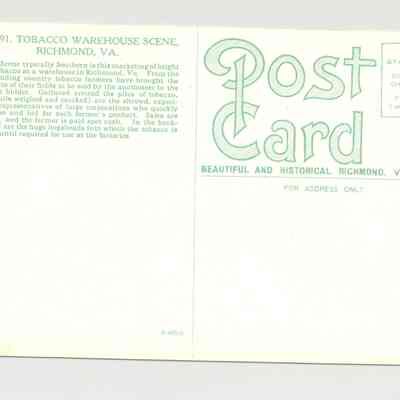 91. TOBACCO WAREHOUSE SCENE,
RICHMOND, VA.
scene typically Southern is this marketing of bright
tobacco at a warehouse in Richmond, Va. From the
country tobacco farmers have brought the
of their fields to be sold by the auctioneer to the
bidder. Gathered around the piles of tobacco,
weighed and are the shrewd,
representatives of large corporations who quickly
and bid for each farmer's product. Sales are
and the farmer is paid spot cash. In the back-
are the huge hogsheads into which the tobacco is
until required for use at the factories
Post
Card
BEAUTIFUL AND HISTORICAL RICHMOND, V
FOR ADDRESS ONLY